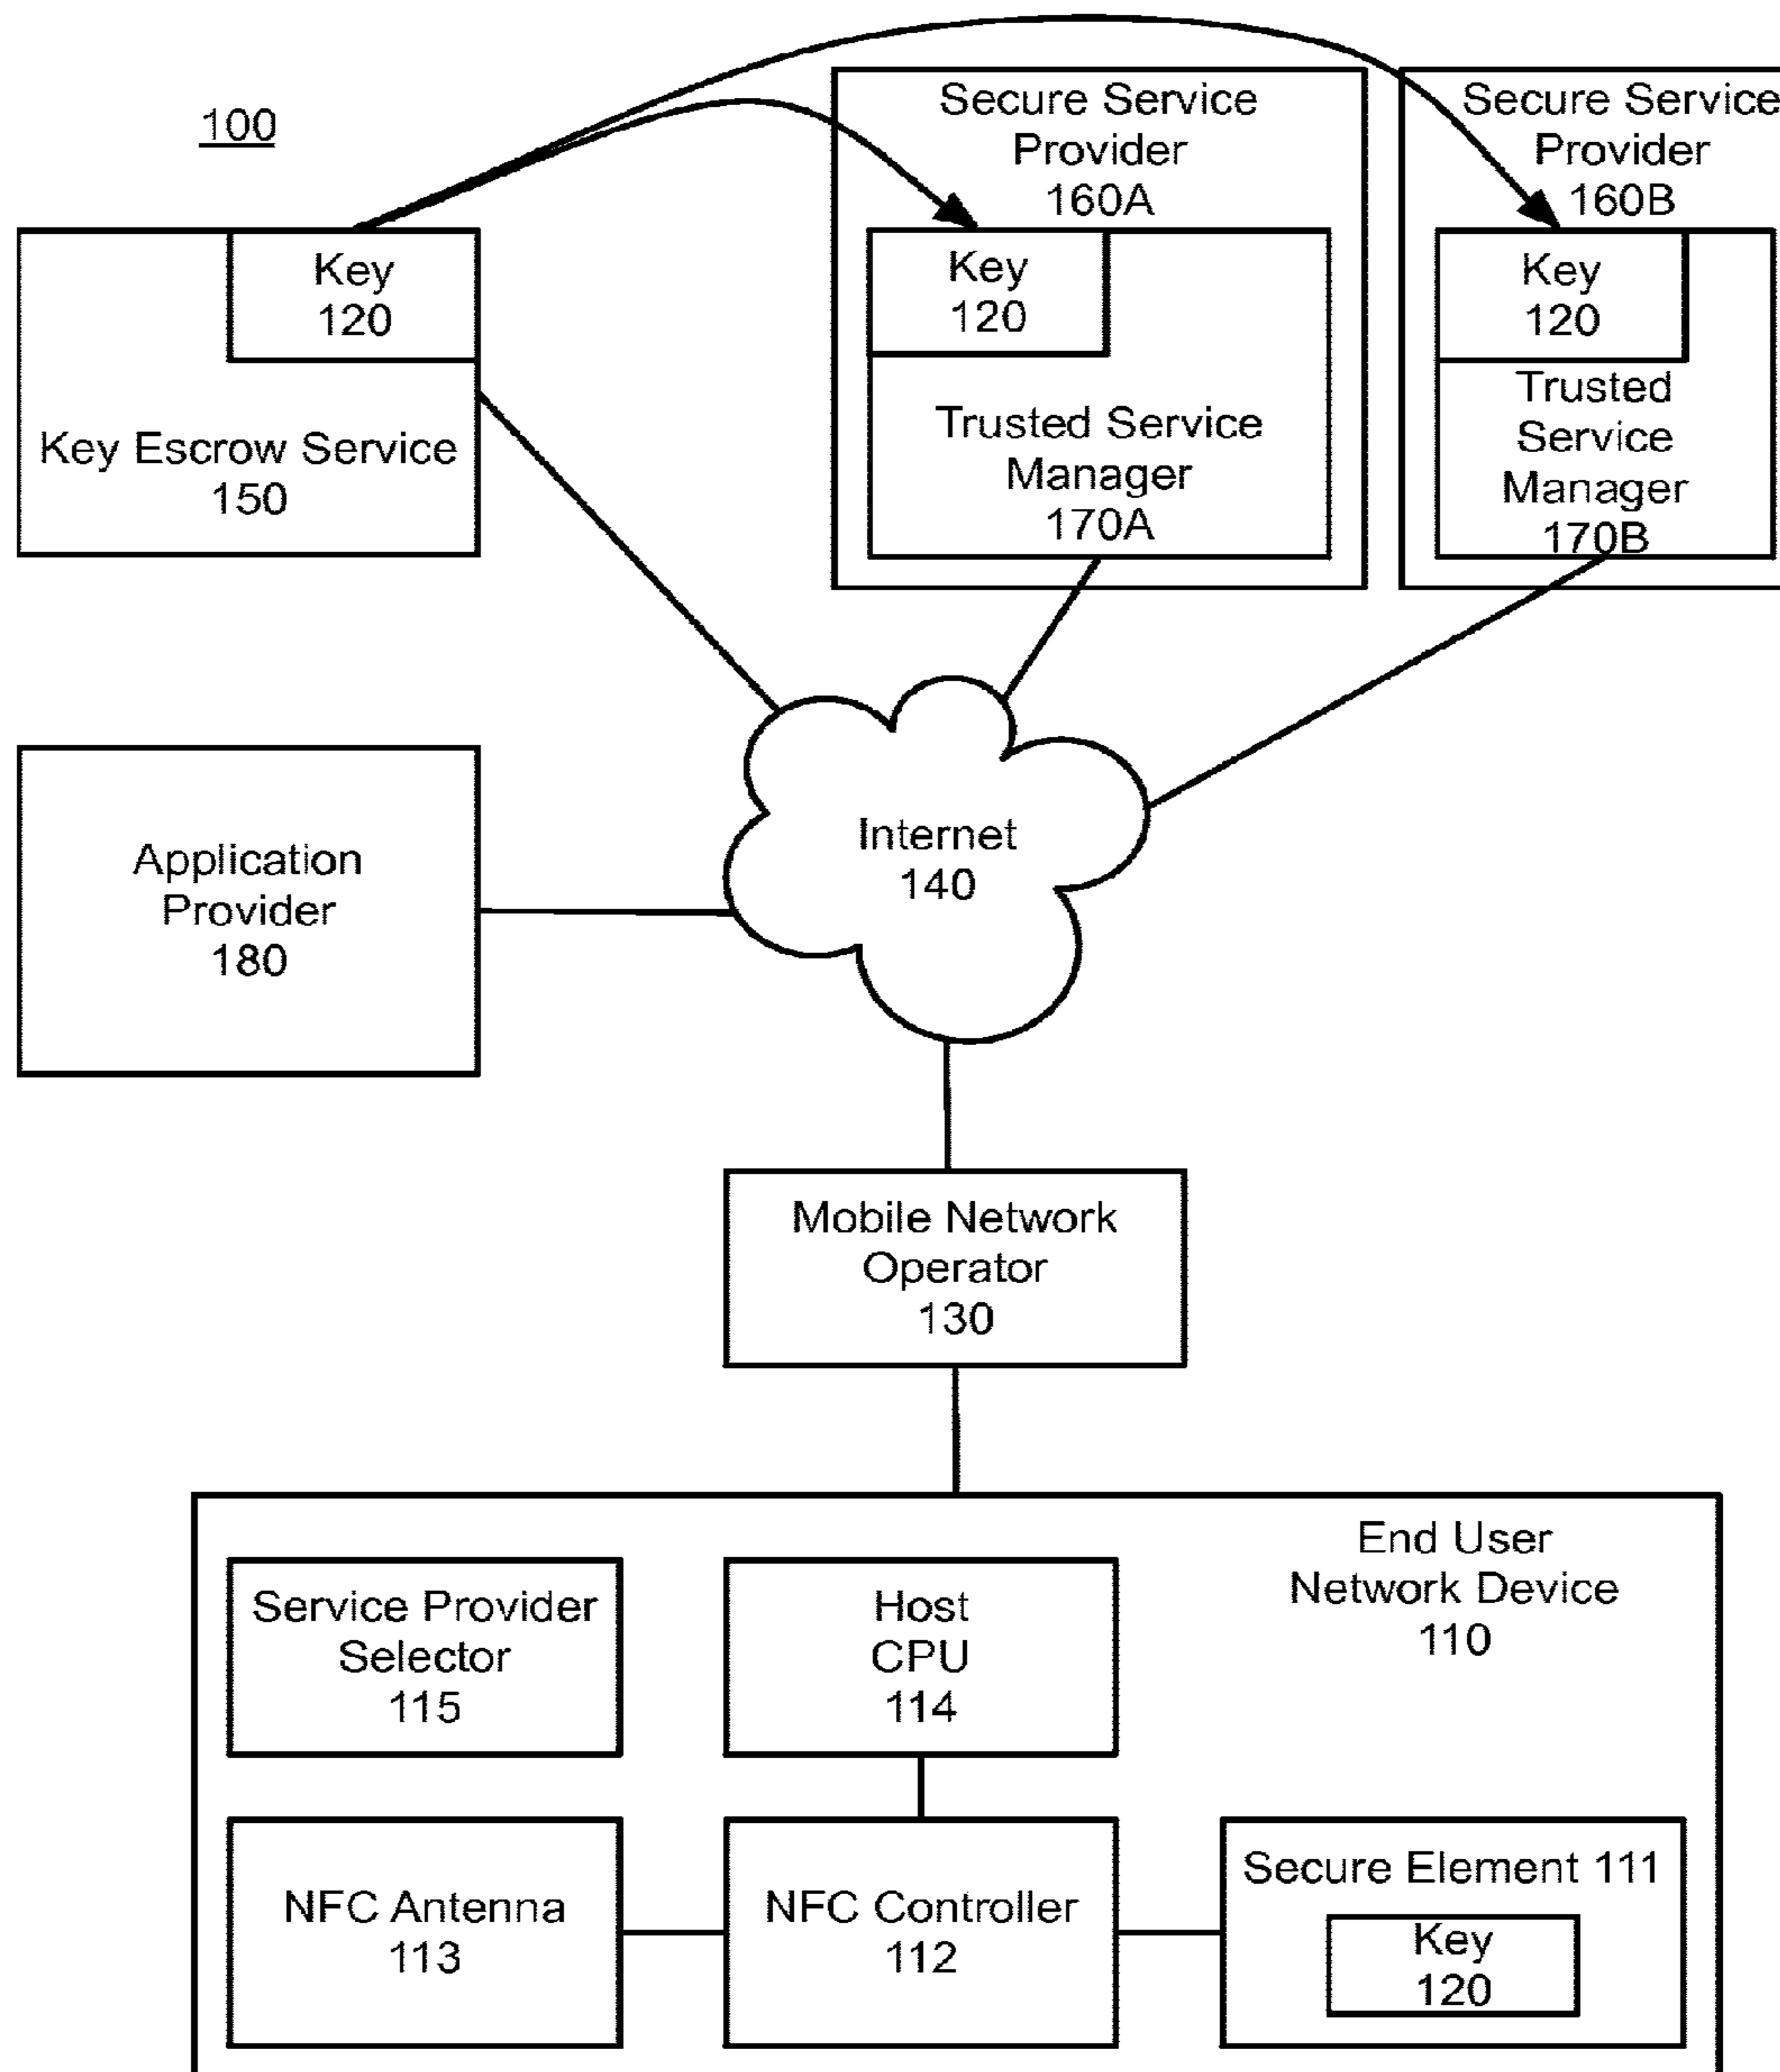 100
Secure Service
Provider
160A
Secure Service
Provider
160B
Key
120
Key Escrow Service
150
Key
120
Trusted Service
Manager
170A
Key
120
Trusted
Service
Manager
170B
Application
Provider
180
Internet
140
Mobile Network
Operator
130
End User
Network Device
110
Service Provider
Selector
115
Host
CPU
114
NFC Antenna
113
NFC Controller
112
Secure Element 111
Key
120